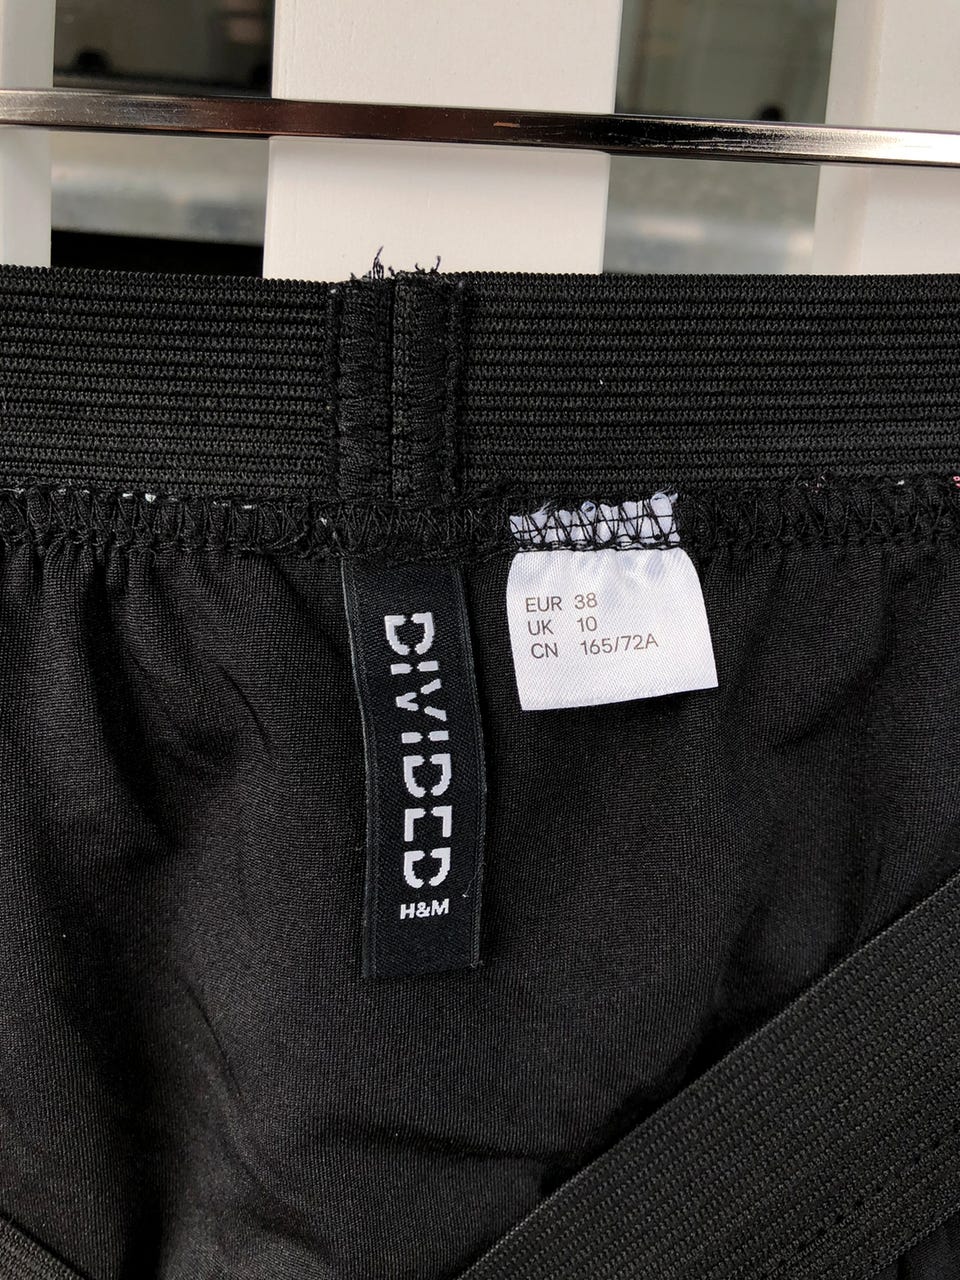 DIVIDED
H&M
EUR 38
UK 10
CN 165/72A